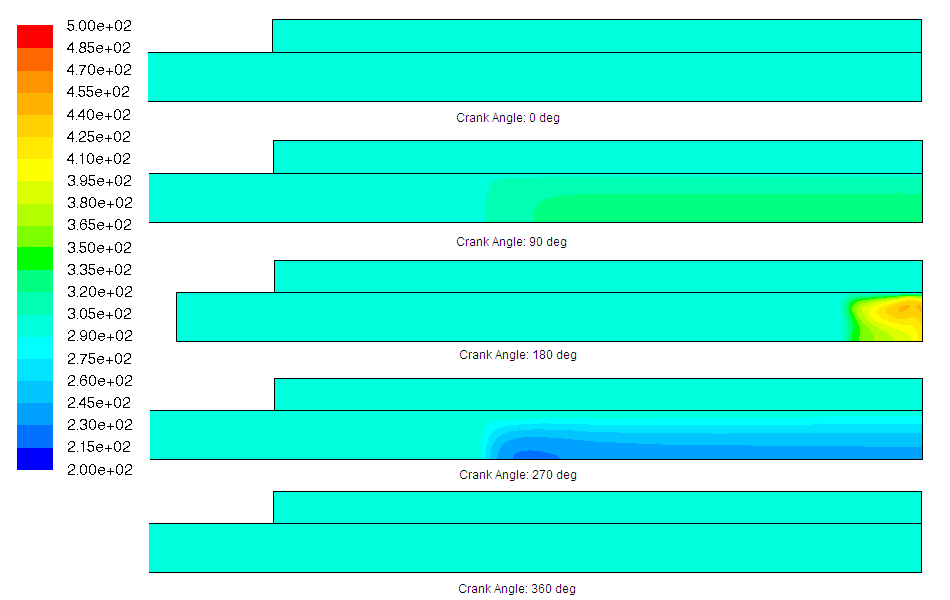 5.00e+02
4.85e+02
4.70e+02
4.55e+02
4.40e+02
4.25e+02
4.10e+02
3.95e+02
3.80e+02
3.65e+02
3.50e+02
3.35e+02
3.20e+02
3.05e+02
2.90e+02
2.75e+02
2.60e+02
2.45e+02
2.30e+02
2.15e+02
2.00e+02
Crank Angle: 0 deg
Crank Angle: 90 deg
Crank Angle: 180 deg
Crank Angle: 270 deg
Crank Angle: 360 deg